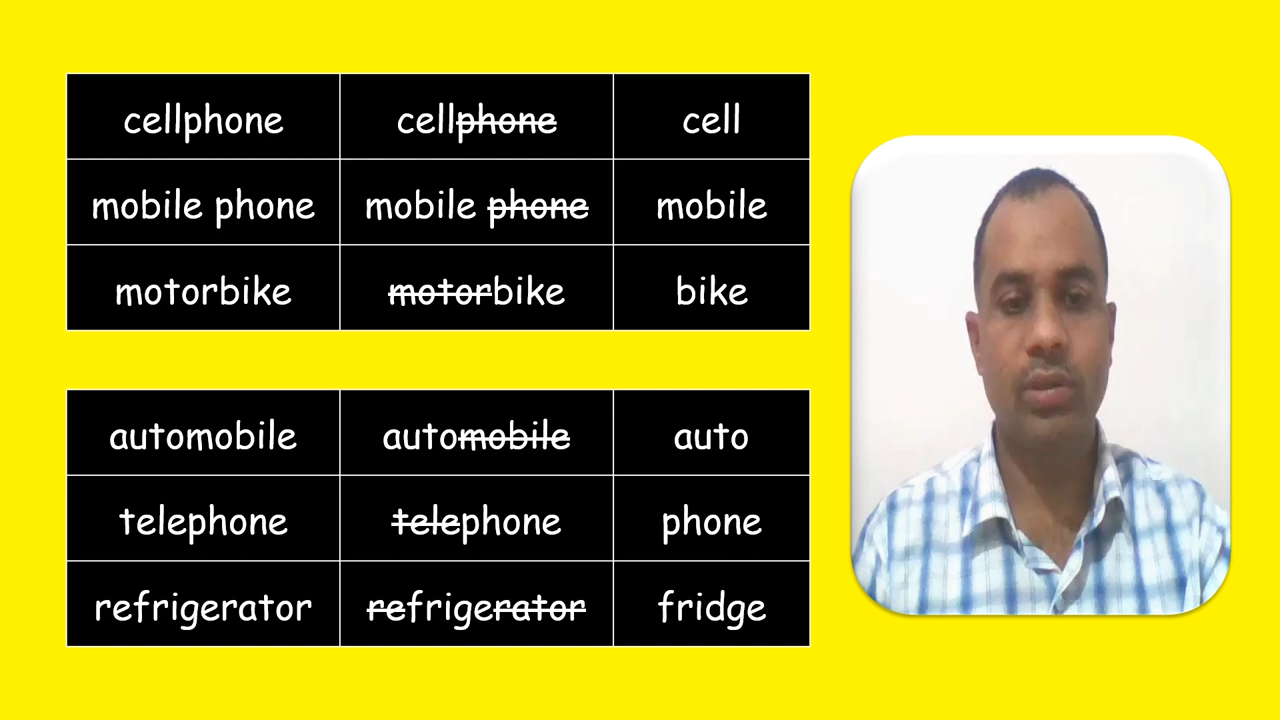 cellphone cellphone cell
mobile phone mobile phone mobile
motorbike motorbike bike
automobile automobile auto
telephone telephone phone
refrigerator refrigerator fridge